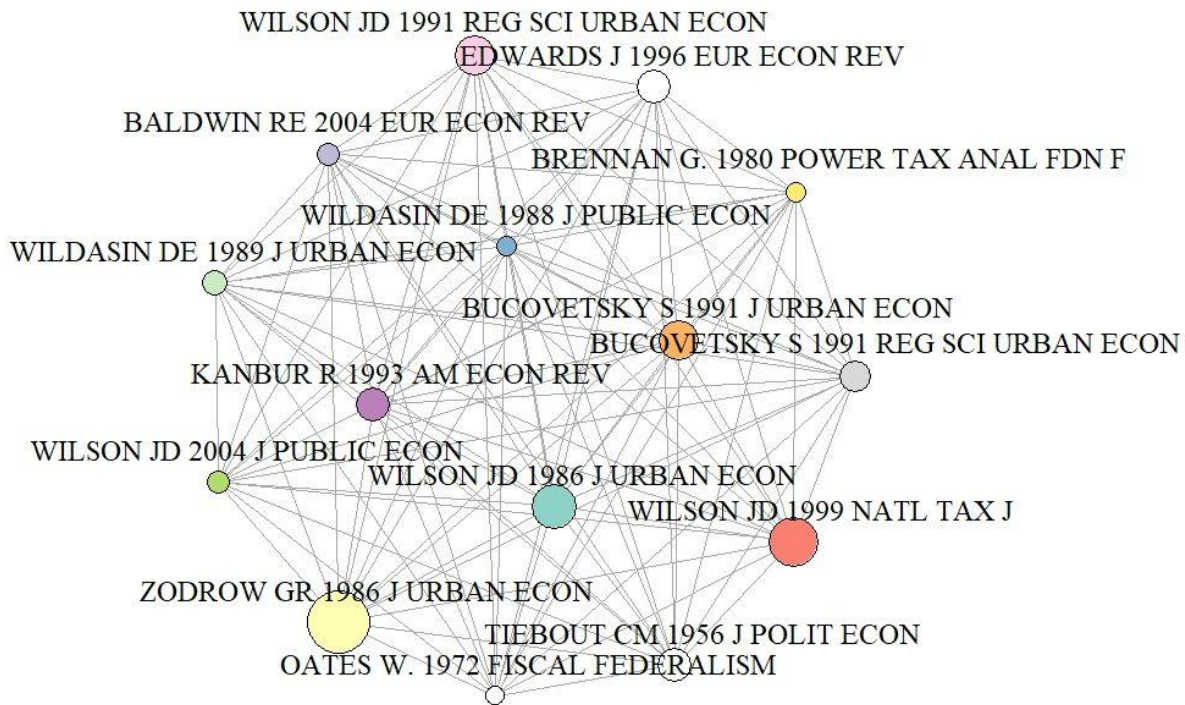 WILSON JD 1991 REG SCI URBAN ECON
EDWARDS J 1996 EUR ECON REV
BALDWIN RE 2004 EUR ECON REV
BRENNAN G. 1980 POWER TAX ANAL FDN F
WILDASIN DE 1988 J PUBLIC ECON
WILDASIN DE 1989 J URBAN ECON
BUCOVETSKY S 1991 J URBAN ECON
BUCOVETSKY S 1991 REG SCI URBAN ECON
KANBUR R 1993 AM ECON REV
WILSON JD 2004 J PUBLIC ECON
WILSON JD 1986 J URBAN ECON
WILSON JD 1999 NATL TAX J
ZODROW GR 1986 J URBAN ECON
TIEBOUT CM 1956 J POLIT ECON
OATES W. 1972 FISCAL FEDERALISM